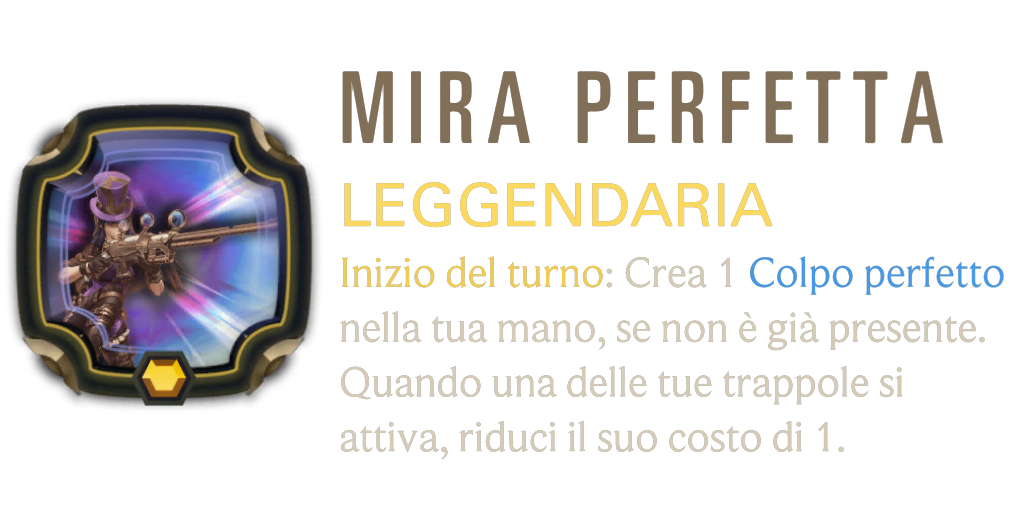 MIRA PERFETTA
LEGGENDARIA
Inizio del turno: Crea 1 Colpo perfetto
nella tua mano, se non è già presente.
Quando una delle tue trappole si
attiva, riduci il suo costo di 1.